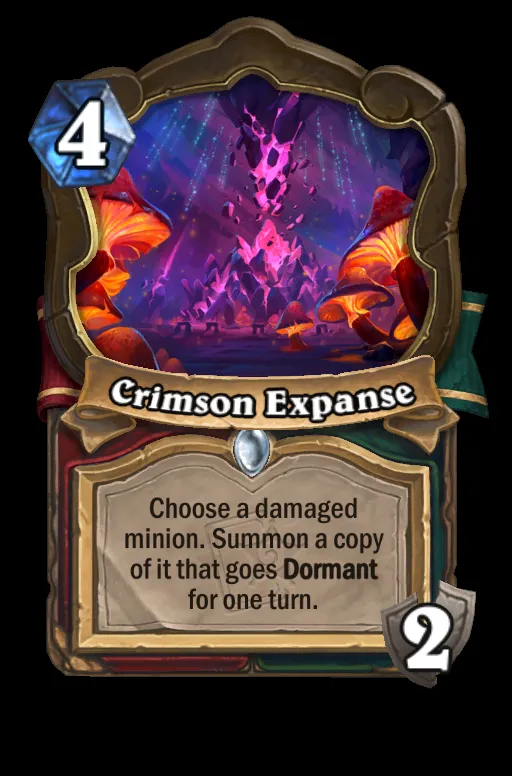 4
Crimson Expanse
Choose a damaged
minion. Summon a copy
of it that goes Dormant
for one turn.
2